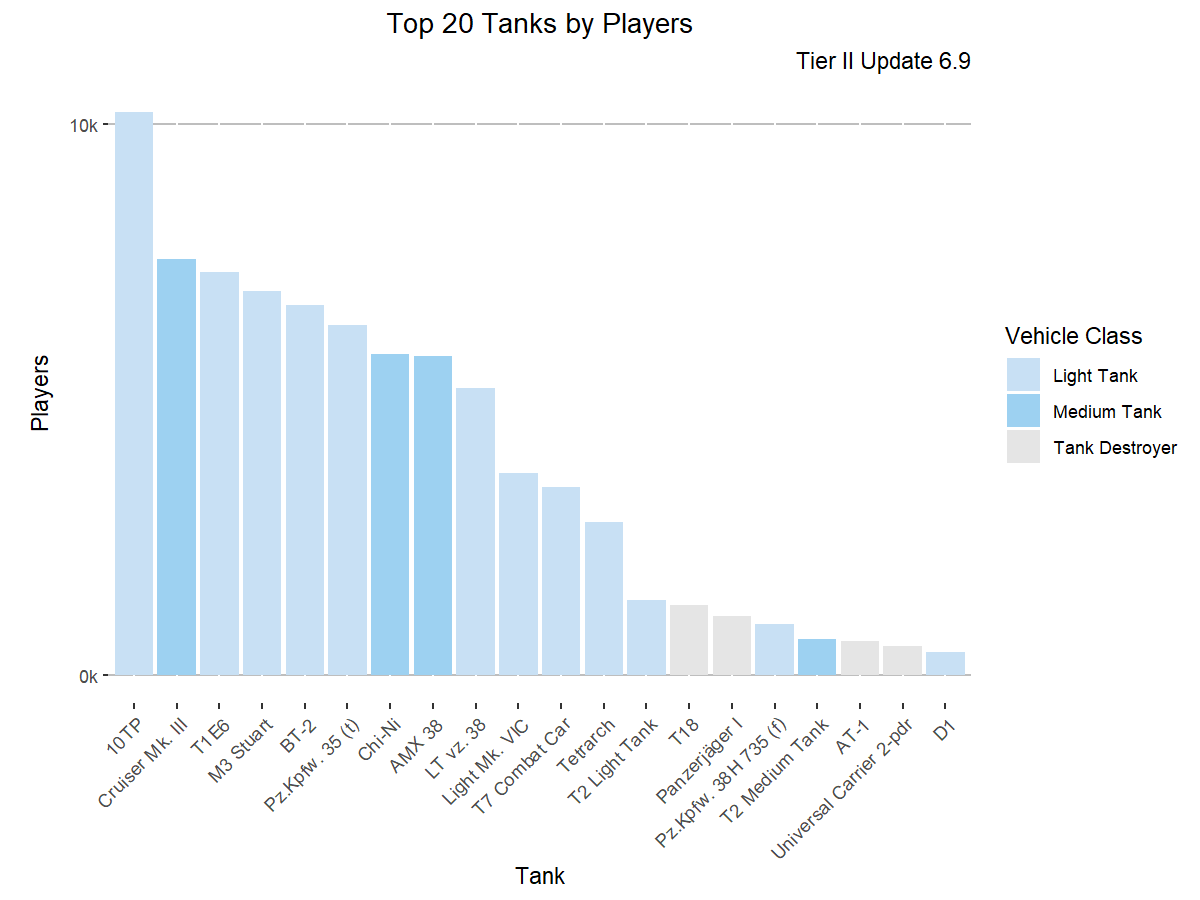 Top 20 Tanks by Players
Tier II Update 6.9
10k
0k
Players
10TP
Cruiser Mk. III
T1E6
M3 Stuart
BT-2
Pz.Kpfw. 35 (t)
Chi-Ni
AMX 38
LT vz. 38
Light Mk. VIC
T7 Combat Car
Tetrarch
T2 Light Tank
T18
Panzerjäger I
Pz.Kpfw. 38H 735 (f)
T2 Medium Tank
AT-1
Universal Carrier 2-pdr
D1
Tank
Vehicle Class
Light Tank
Medium Tank
Tank Destroyer